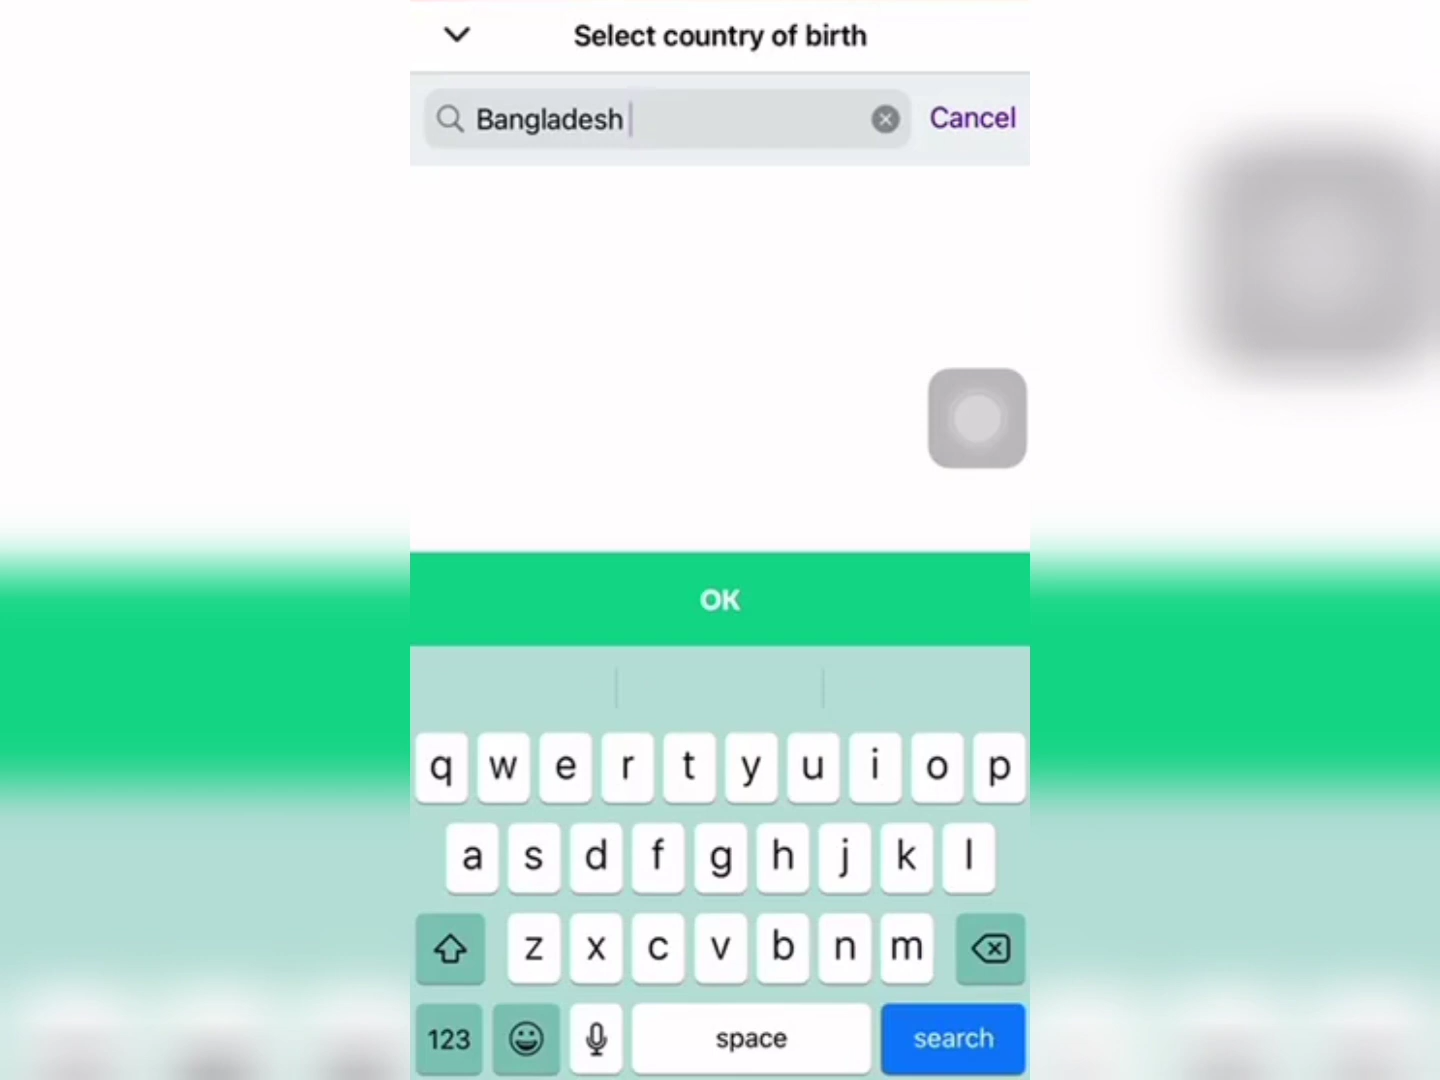 Select country of birth
Bangladesh
Cancel
OK
q w e r t y u i o p
a s d f g h j k l
z x c v b n m
123 space search